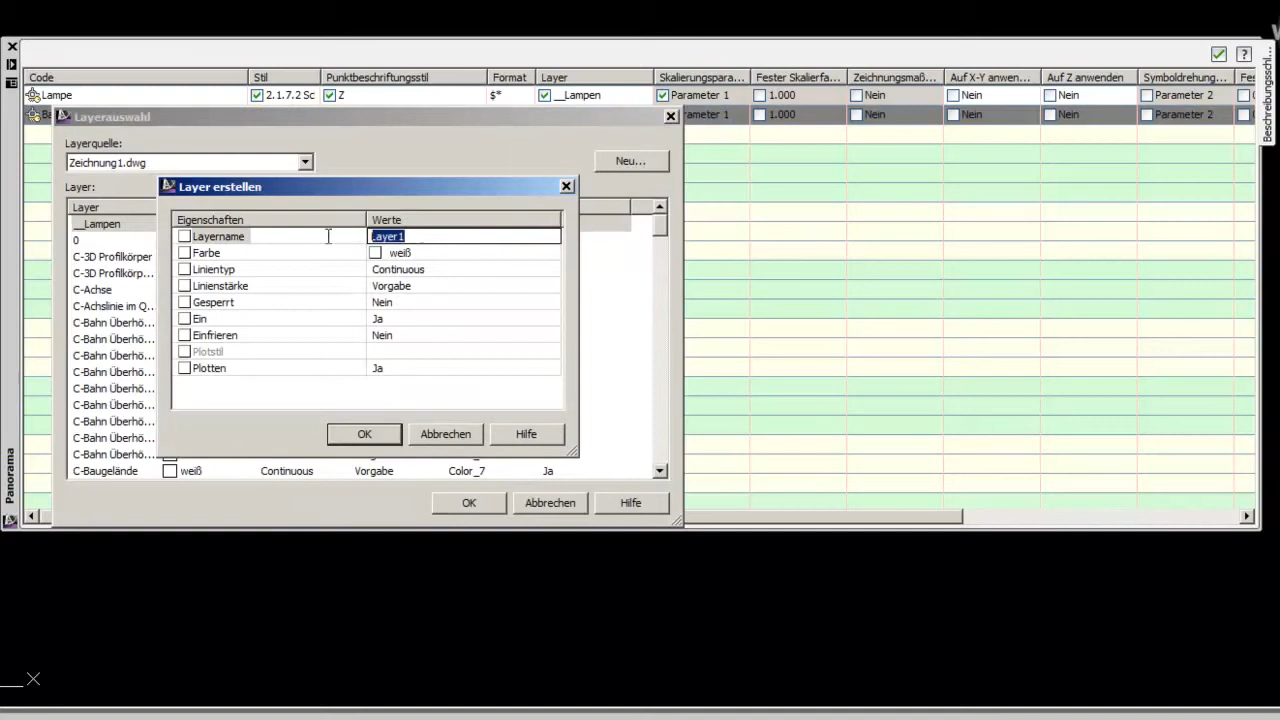 Code Stil Punktbeschriftungsstil Format Layer Skalierungspara... Fester Skalierfa... Zeichnungsmaß... Auf X-Y anwen... Auf Z anwenden Symboldrehung... Fes
Lampe 2.1.7.2 Sc Z $* __Lampen Parameter 1 1.000 Nein Nein Nein Parameter 2
rameter 1 1.000 Nein Nein Nein Parameter 2
Layerauswahl
Layerquelle:
Zeichnung1.dwg Neu...
Layer:
Layer
__Lampen
0
C-3D Profilkörper
C-3D Profilkörp...
C-Achse
C-Achslinie im Q...
C-Bahn Überhö...
C-Bahn Überhö...
C-Bahn Überhö...
C-Bahn Überhö...
C-Bahn Überhö...
C-Bahn Überhö...
C-Bahn Überhö...
C-Bahn Überhö...
C-Bahn Überhö...
C-Baugelände weiß Continuous Vorgabe Color_7 Ja
OK Abbrechen Hilfe
Layer erstellen
Eigenschaften Werte
Layername Layer1
Farbe weiß
Linientyp Continuous
Linienstärke Vorgabe
Gesperrt Nein
Ein Ja
Einfrieren Nein
Plotstil
Plotten Ja
OK Abbrechen Hilfe
Beschreibungsschl...
Panorama